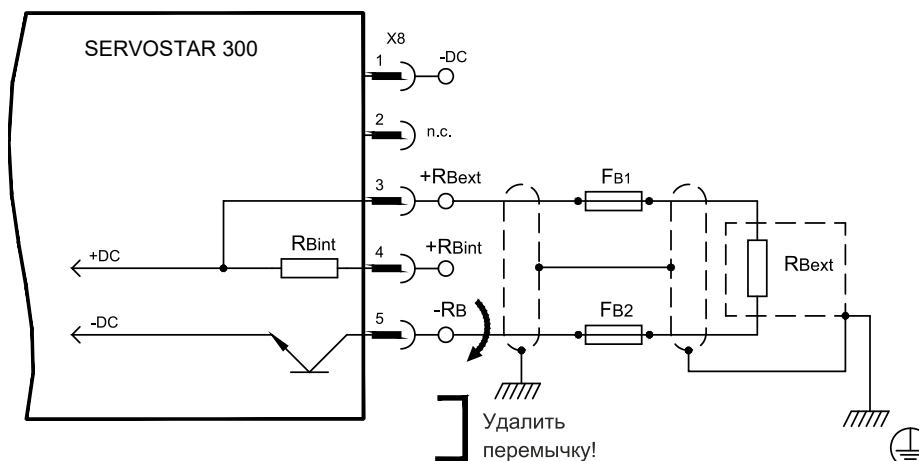 SERVOSTAR 300
X8
1
-DC
2
n.c.
3
+RBext
FB1
+DC
RBint
4
+RBint
RBext
-DC
5
-RB
FB2
Удалить
перемычку!